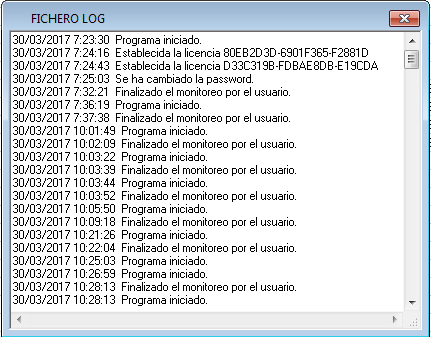 FICHERO LOG
30/03/2017 7:23:30 Programa iniciado.
30/03/2017 7:24:16 Establecida la licencia 80EB2D3D-6901F365-F2881D
30/03/2017 7:24:43 Establecida la licencia D33C319B-FDBAE8DB-E19CDA
30/03/2017 7:25:03 Se ha cambiado la password.
30/03/2017 7:32:21 Finalizado el monitoreo por el usuario.
30/03/2017 7:36:19 Programa iniciado.
30/03/2017 7:37:38 Finalizado el monitoreo por el usuario.
30/03/2017 10:01:49 Programa iniciado.
30/03/2017 10:02:09 Finalizado el monitoreo por el usuario.
30/03/2017 10:03:22 Programa iniciado.
30/03/2017 10:03:39 Finalizado el monitoreo por el usuario.
30/03/2017 10:03:44 Programa iniciado.
30/03/2017 10:03:52 Finalizado el monitoreo por el usuario.
30/03/2017 10:05:50 Programa iniciado.
30/03/2017 10:09:18 Finalizado el monitoreo por el usuario.
30/03/2017 10:21:26 Programa iniciado.
30/03/2017 10:22:04 Finalizado el monitoreo por el usuario.
30/03/2017 10:25:03 Programa iniciado.
30/03/2017 10:26:59 Programa iniciado.
30/03/2017 10:28:13 Finalizado el monitoreo por el usuario.
30/03/2017 10:28:13 Programa iniciado.